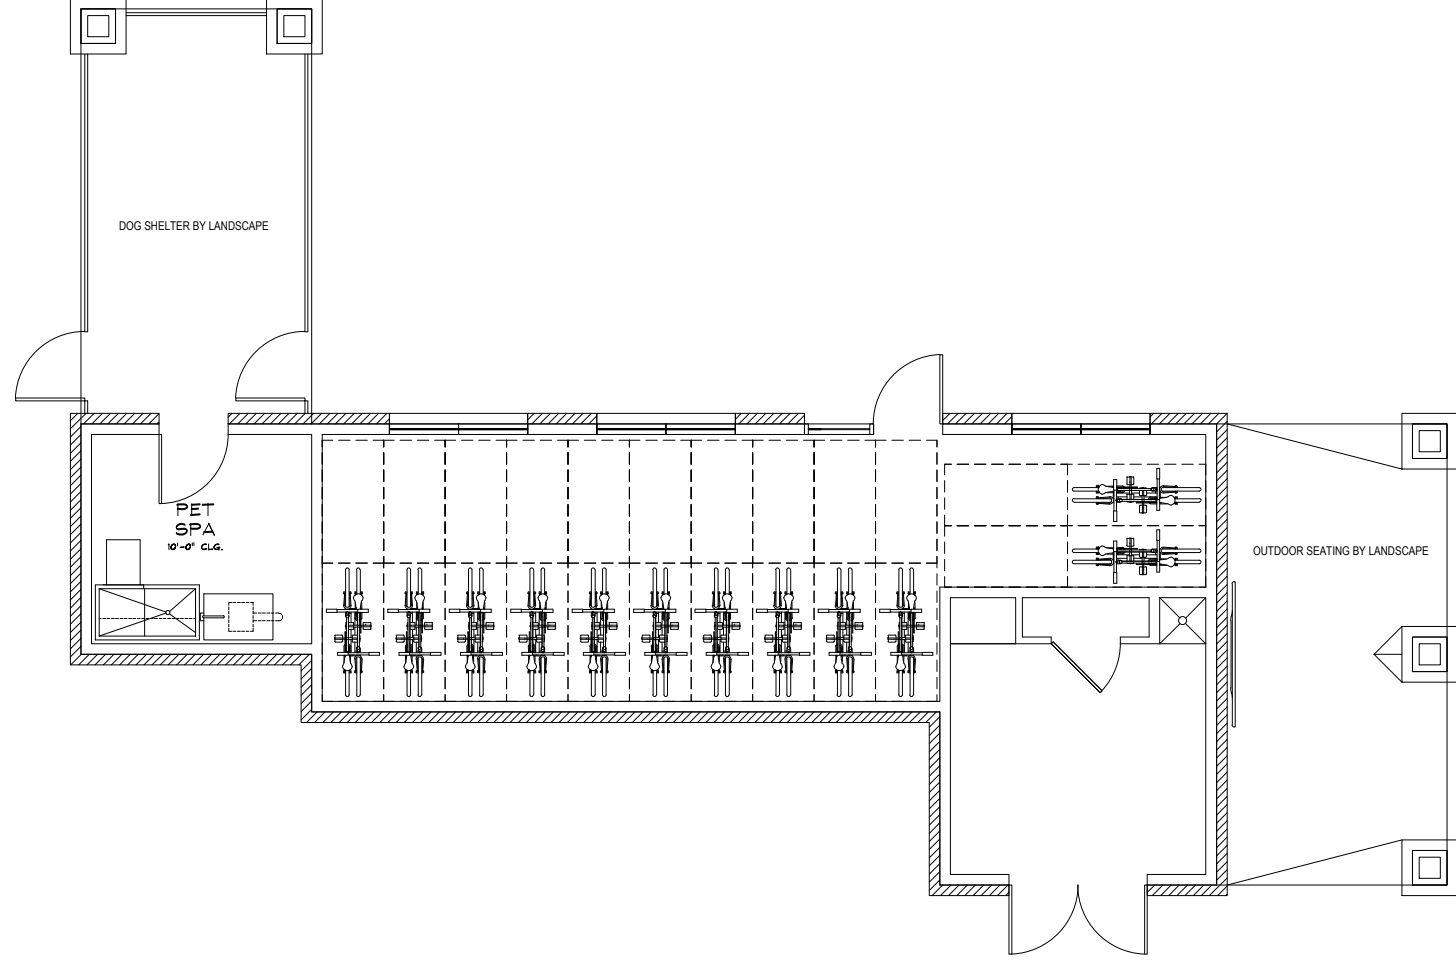 DOG SHELTER BY LANDSCAPE
PET
SPA
10'-0" CLG.
OUTDOOR SEATING BY LANDSCAPE